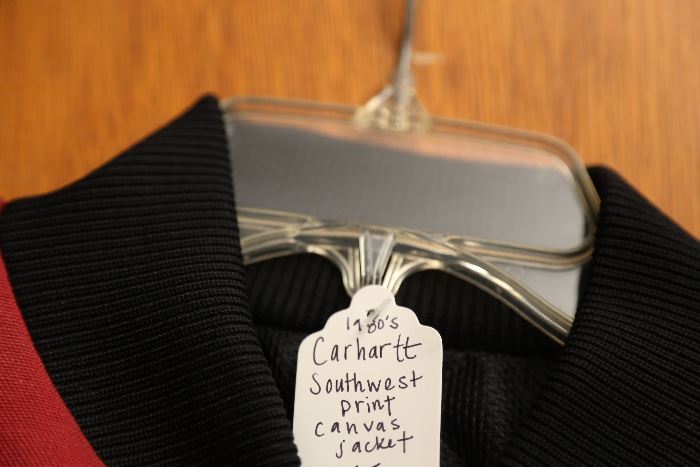 1980's
Carhartt
Southwest
print
canvas
jacket